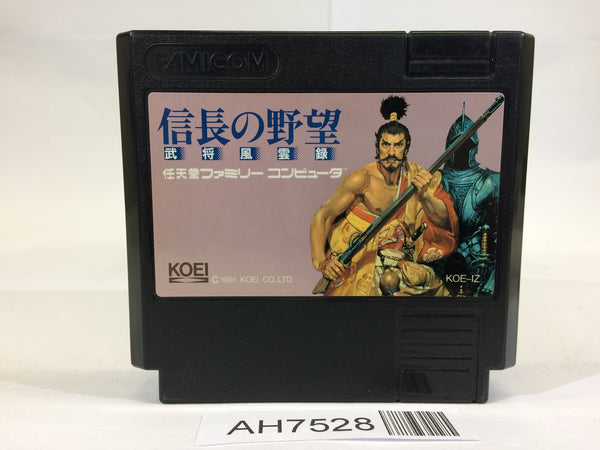 FAMICOM
信長の野望
武将風雲録
任天堂ファミリーコンピュータ
KOEI
©1991 KOEI CO.,LTD.
KOE-IZ
AH7528